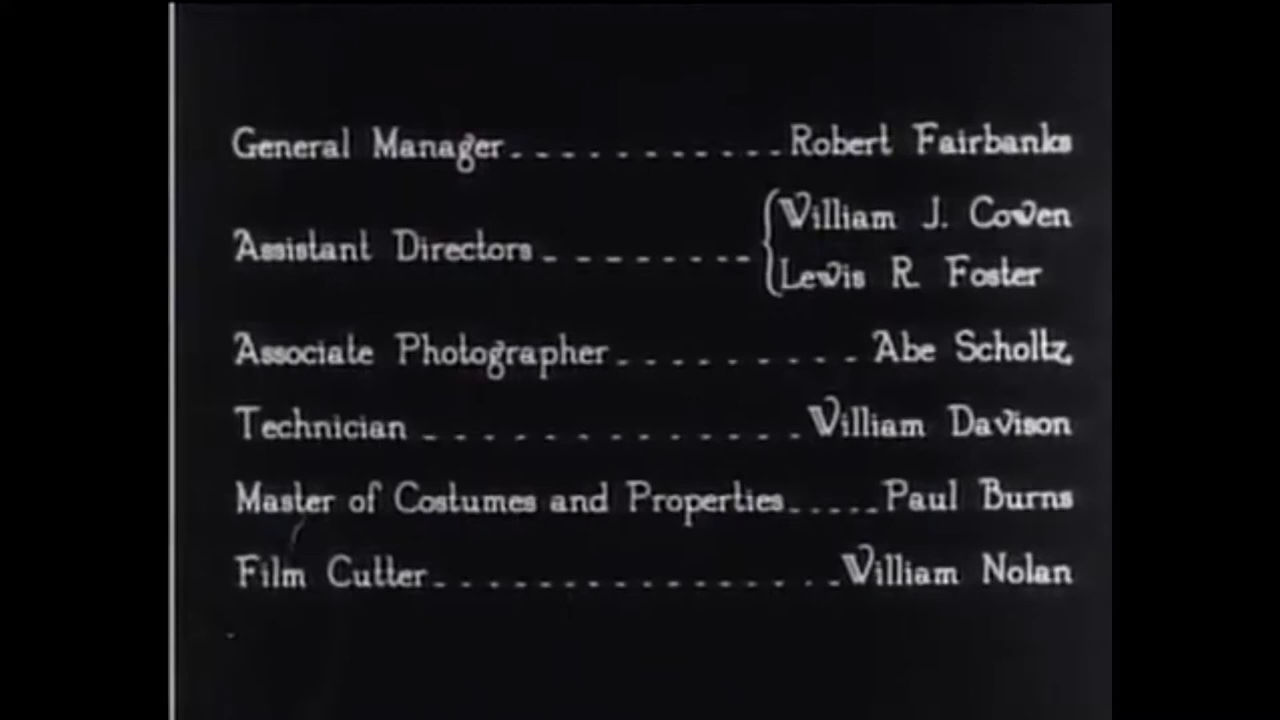 General Manager............Robert Fairbanks
Assistant Directors........{William J. Cowen
Lewis R. Foster
Associate Photographer.........Abe Scholtz
Technician.............William Davison
Master of Costumes and Properties.....Paul Burns
Film Cutter................William Nolan